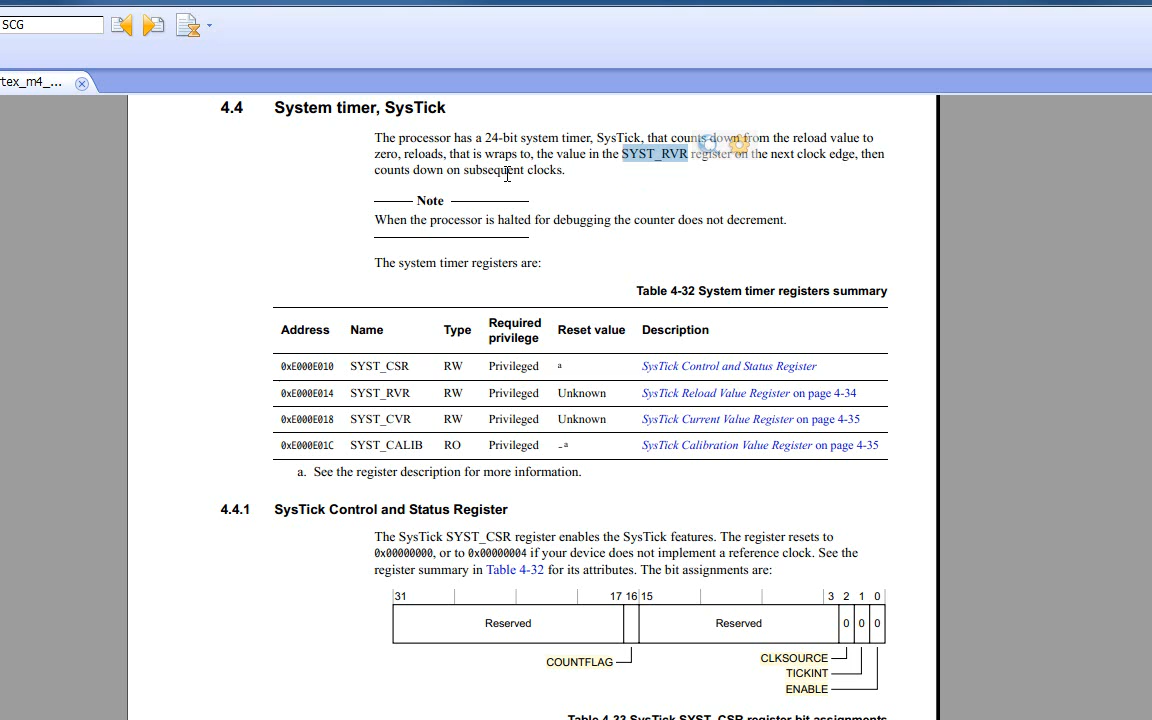 SCG
tex_m4_...
4.4 System timer, SysTick
The processor has a 24-bit system timer, SysTick, that counts down from the reload value to
zero, reloads, that is wraps to, the value in the SYST_RVR register on the next clock edge, then
counts down on subsequent clocks.
Note
When the processor is halted for debugging the counter does not decrement.
The system timer registers are:
Table 4-32 System timer registers summary
Address Name Type Required privilege Reset value Description
0xE000E010 SYST_CSR RW Privileged a SysTick Control and Status Register
0xE000E014 SYST_RVR RW Privileged Unknown SysTick Reload Value Register on page 4-34
0xE000E018 SYST_CVR RW Privileged Unknown SysTick Current Value Register on page 4-35
0xE000E01C SYST_CALIB RO Privileged -a SysTick Calibration Value Register on page 4-35
a. See the register description for more information.
4.4.1 SysTick Control and Status Register
The SysTick SYST_CSR register enables the SysTick features. The register resets to
0x00000000, or to 0x00000004 if your device does not implement a reference clock. See the
register summary in Table 4-32 for its attributes. The bit assignments are:
31 17 16 15 3 2 1 0
Reserved Reserved 0 0 0
COUNTFLAG CLKSOURCE
TICKINT
ENABLE
Table 4-33 SysTick SYST_CSR register bit assignments